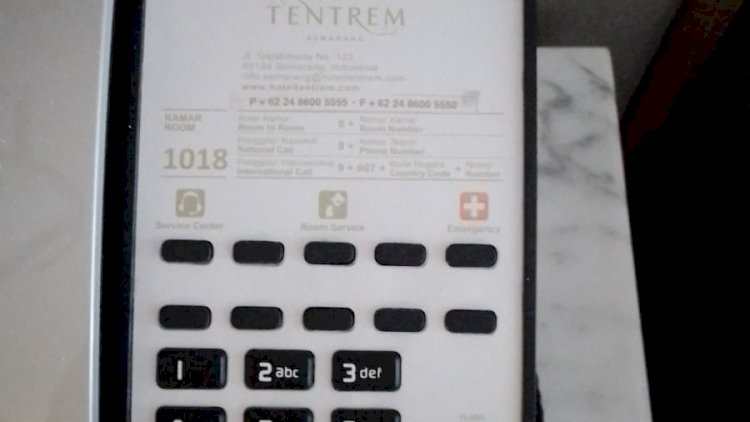 TENTREM
SEMARANG
Jl. Gajahmada No. 123
50134 Semarang, Indonesia
info.semarang@hoteltentrem.com
www.hoteltentrem.com
P + 62 24 8600 5555 - F + 62 24 8600 5550
KAMAR
ROOM
1018
Antar Kamar
Room to Room
6 +
Nomor Kamar
Room Number
Panggilan Nasional
National Call
9 +
Nomor Telpon
Phone Number
Panggilan Internasional
International Call
9 + 007 +
Kode Negara
Country Code
+
Nomor
Number
Service Center
Room Service
Emergency
1
2 abc
3 def